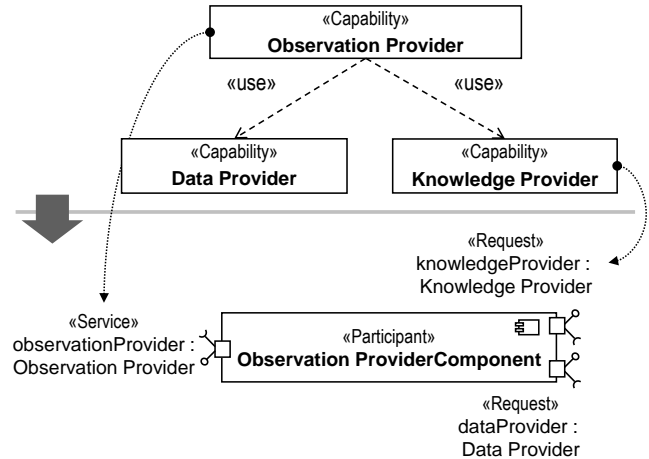 «Capability»
Observation Provider
«use»
«use»
«Capability»
Data Provider
«Capability»
Knowledge Provider
«Request»
knowledgeProvider :
Knowledge Provider
«Service»
observationProvider :
Observation Provider
«Participant»
Observation ProviderComponent
«Request»
dataProvider :
Data Provider